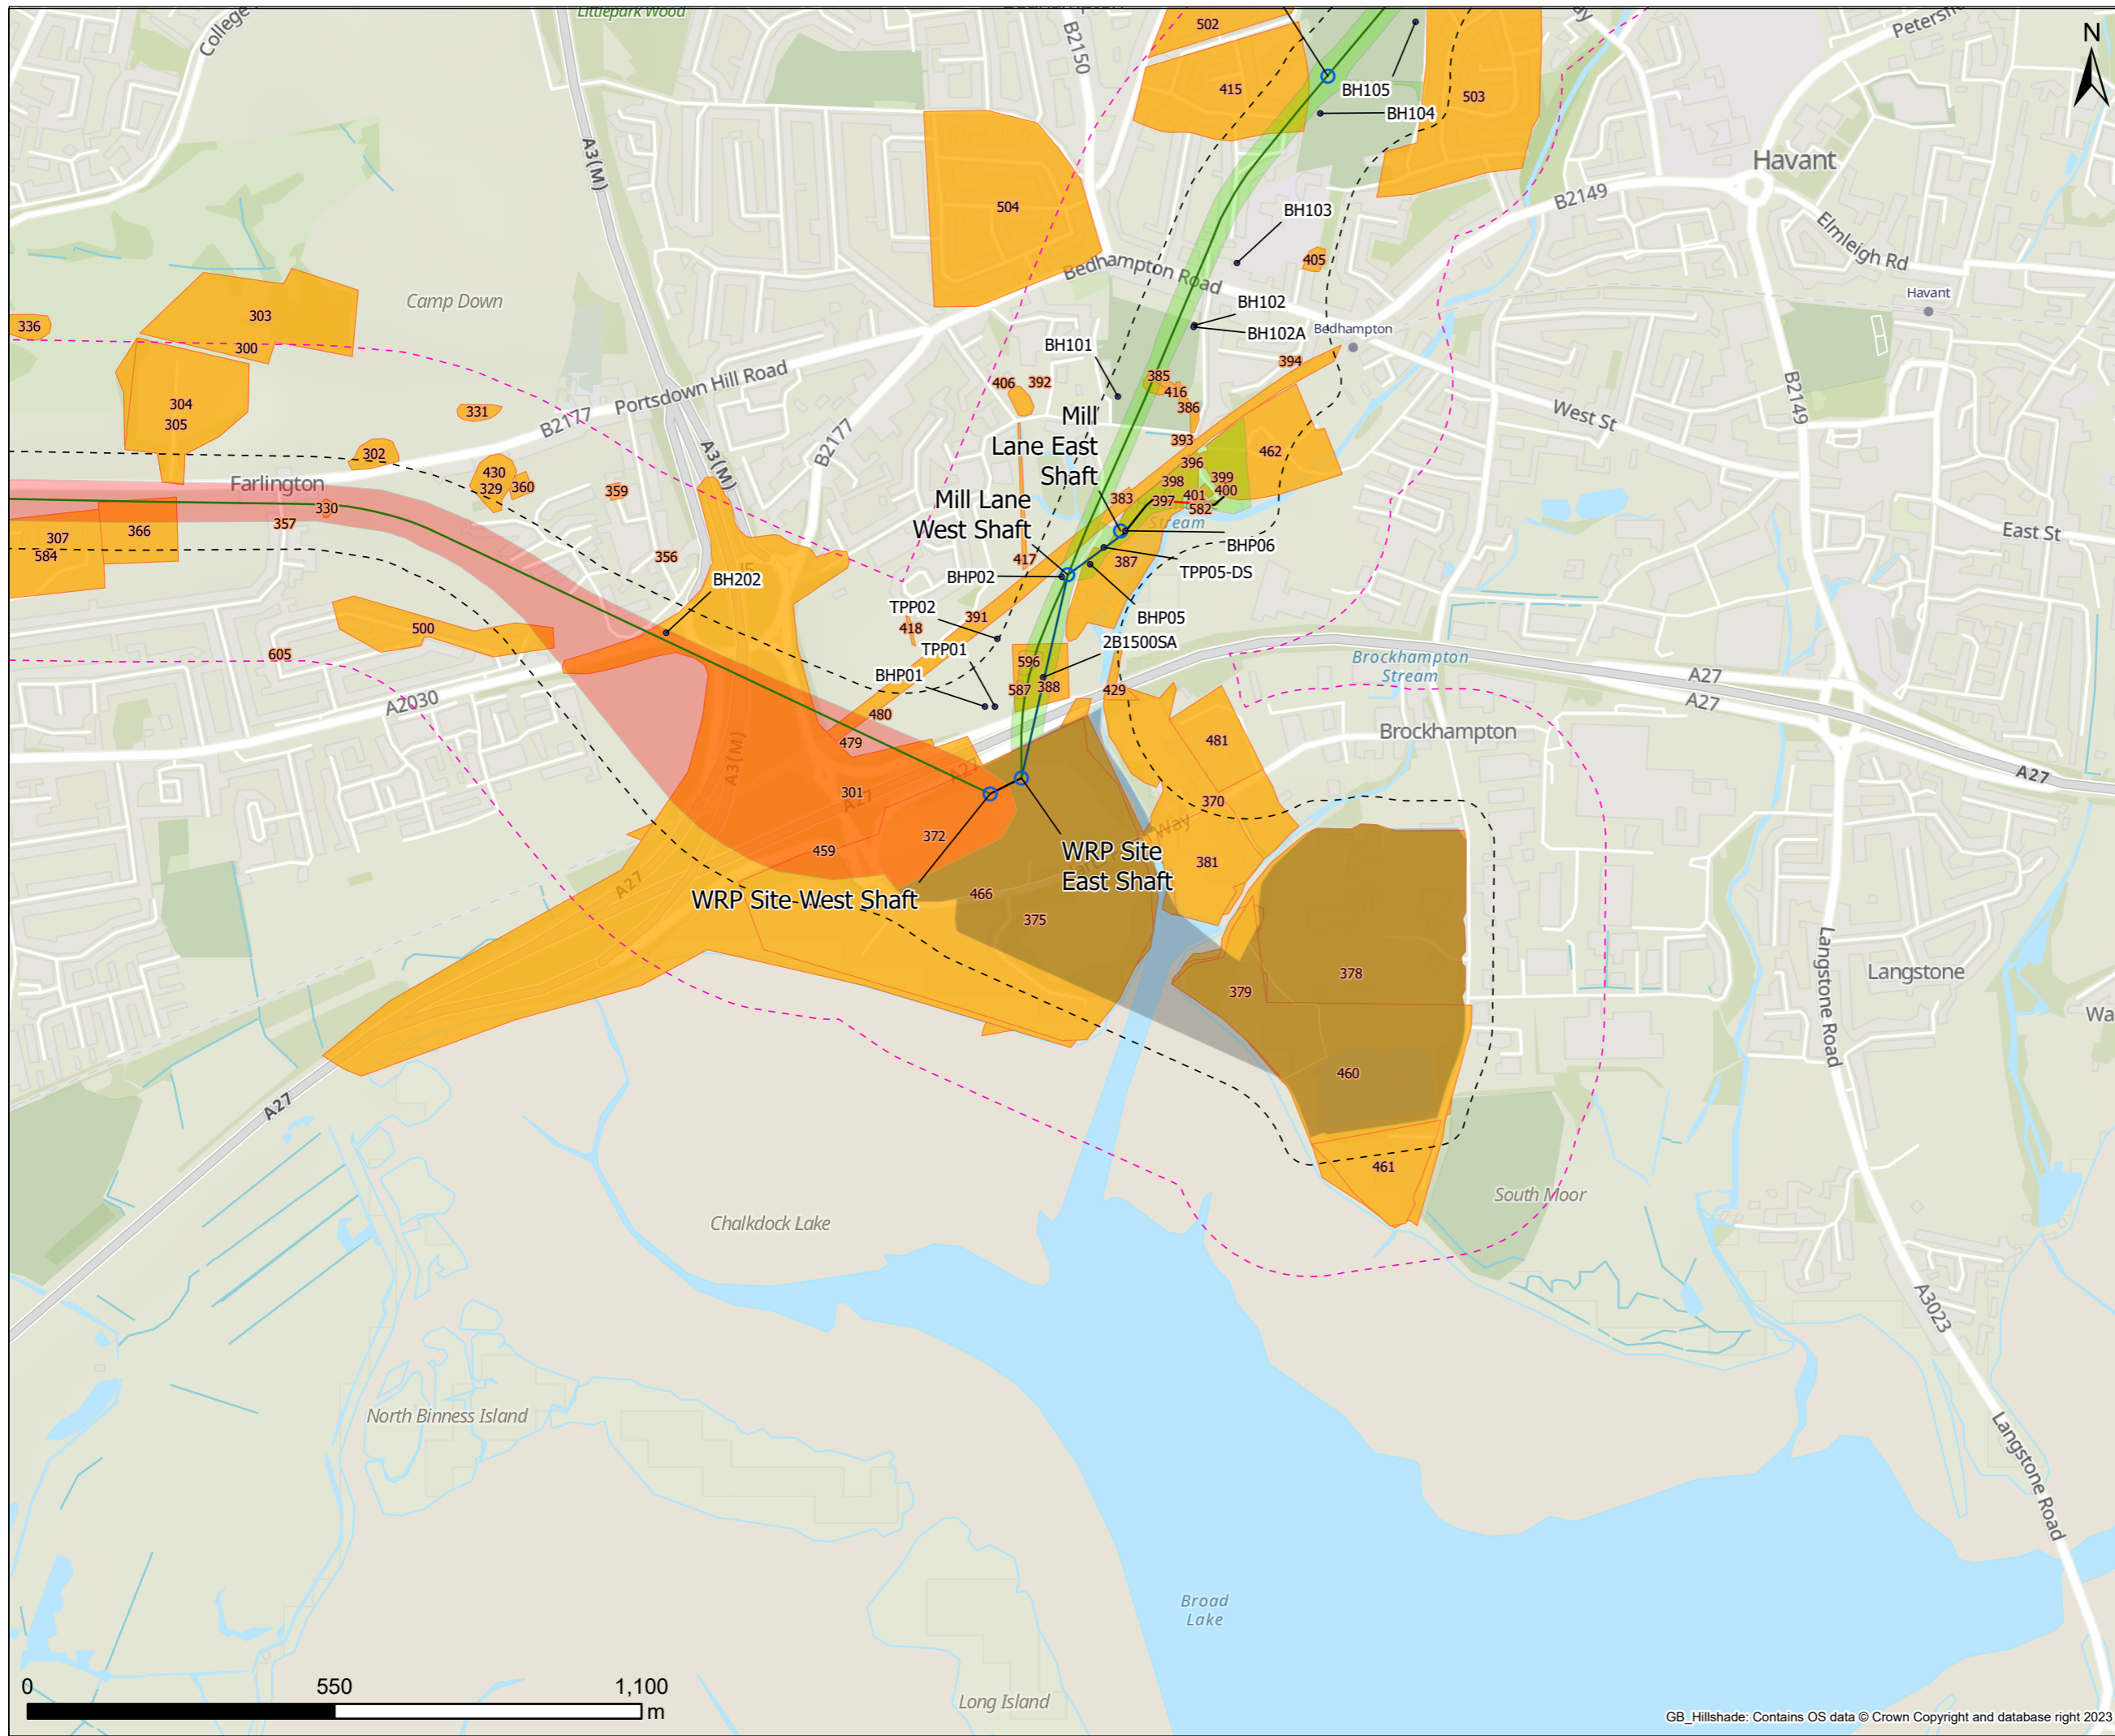 Littlepark Wood
College
B2150
502
415
BH105
BH104
503
Petersfi
N
Havant
B2149
Elmleigh Rd
Havant
A3(M)
504
BH103
405
Bedhampton Road
BH102
BH102A
Bedhampton
394
336
303
300
Camp Down
304
305
331
Portsdown Hill Road
B2177
B2177
A3(M)
302
Farlington
430
329
360
359
330
357
366
307
584
356
J5
BH202
406
392
BH101
385
416
386
Mill
Lane East
Shaft
393
462
396
399
398
400
401
397
383
582
Stream
Mill Lane
West Shaft
417
BHP06
387
TPP05-DS
BHP02
TPP02
391
418
BHP05
TPP01
2B1500SA
596
BHP01
587
388
429
West St
B2149
East St
500
605
A2030
480
479
A3(M)
301
A27
A27
372
459
WRP Site West Shaft
WRP Site
East Shaft
Way
466
375
481
370
381
Brockhampton
Stream
Brockhampton
A27
A27
A27
378
379
460
461
Langstone
Langstone Road
Wa
South Moor
A27
A27
Chalkdock Lake
North Binness Island
A3023
Langstone Road
Broad
Lake
Long Island
0 550 1,100
m
GB_Hillshade: Contains OS data © Crown Copyright and database right 2023